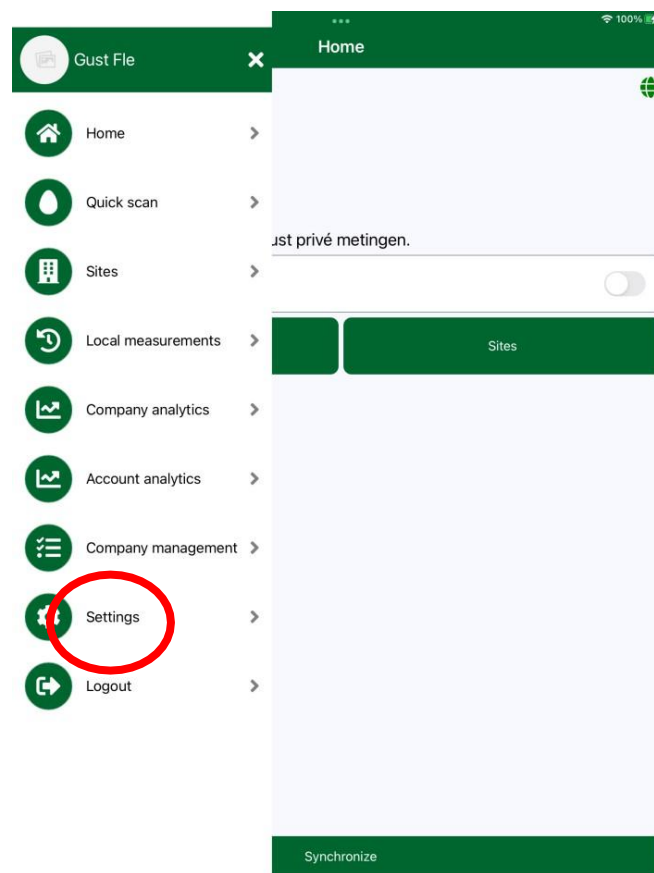 100%
Home
Gust Fle
Home
Quick scan
ust privé metingen.
Sites
Local measurements
Sites
Company analytics
Account analytics
Company management
Settings
Logout
Synchronize